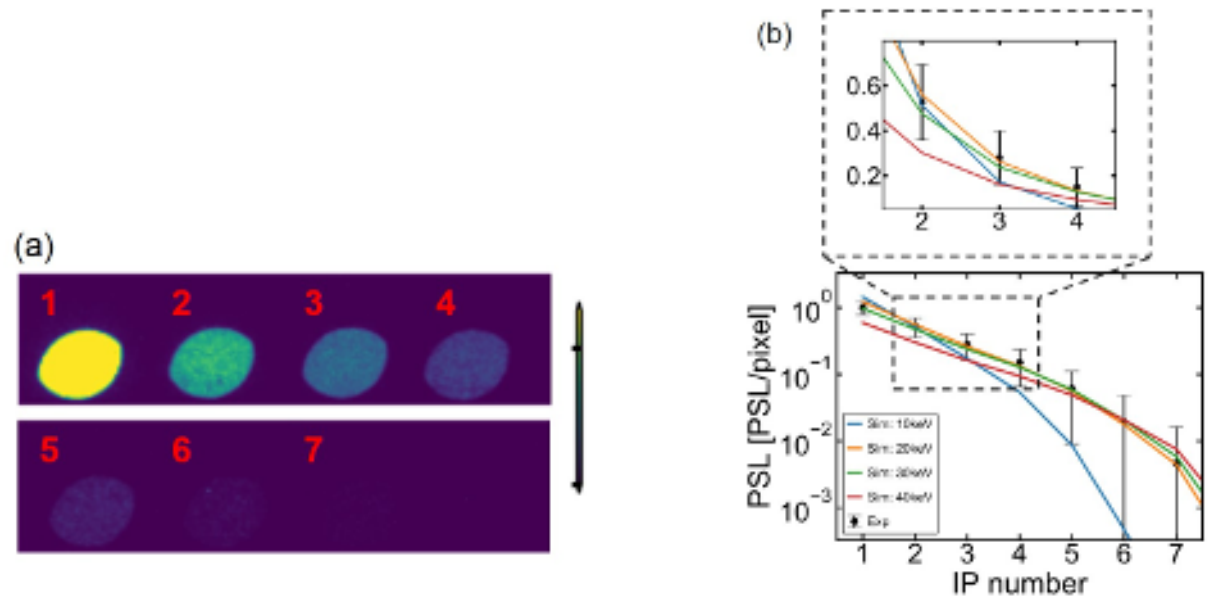 (a)
1 2 3 4
5 6 7
(b)
0.6
0.4
0.2
2 3 4
PSL [PSL/pixel]
10⁰
10⁻¹
10⁻²
10⁻³
Sim: 10keV
Sim: 20keV
Sim: 30keV
Sim: 40keV
Exp
1 2 3 4 5 6 7
IP number